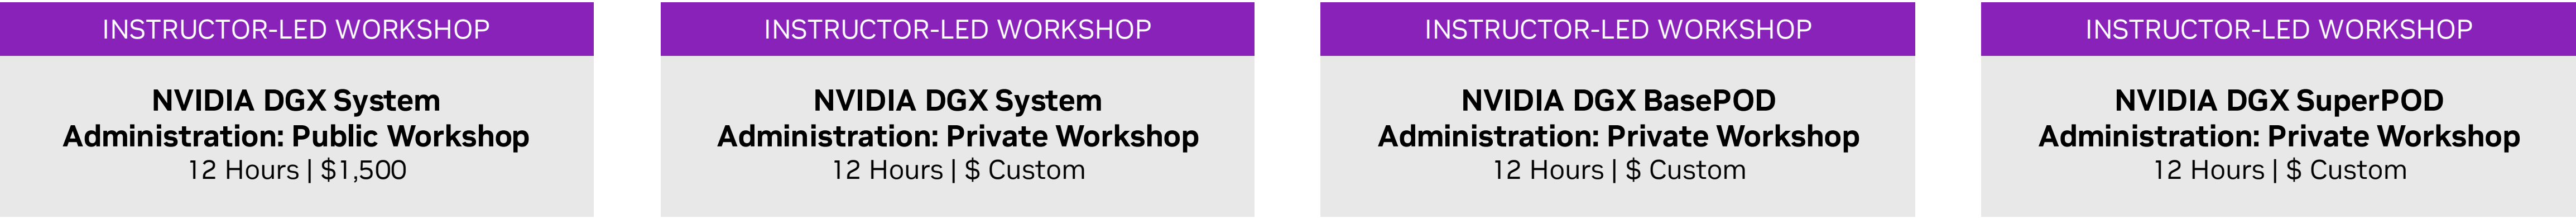 INSTRUCTOR-LED WORKSHOP
NVIDIA DGX System
Administration: Public Workshop
12 Hours | $1,500
INSTRUCTOR-LED WORKSHOP
NVIDIA DGX System
Administration: Private Workshop
12 Hours | $ Custom
INSTRUCTOR-LED WORKSHOP
NVIDIA DGX BasePOD
Administration: Private Workshop
12 Hours | $ Custom
INSTRUCTOR-LED WORKSHOP
NVIDIA DGX SuperPOD
Administration: Private Workshop
12 Hours | $ Custom